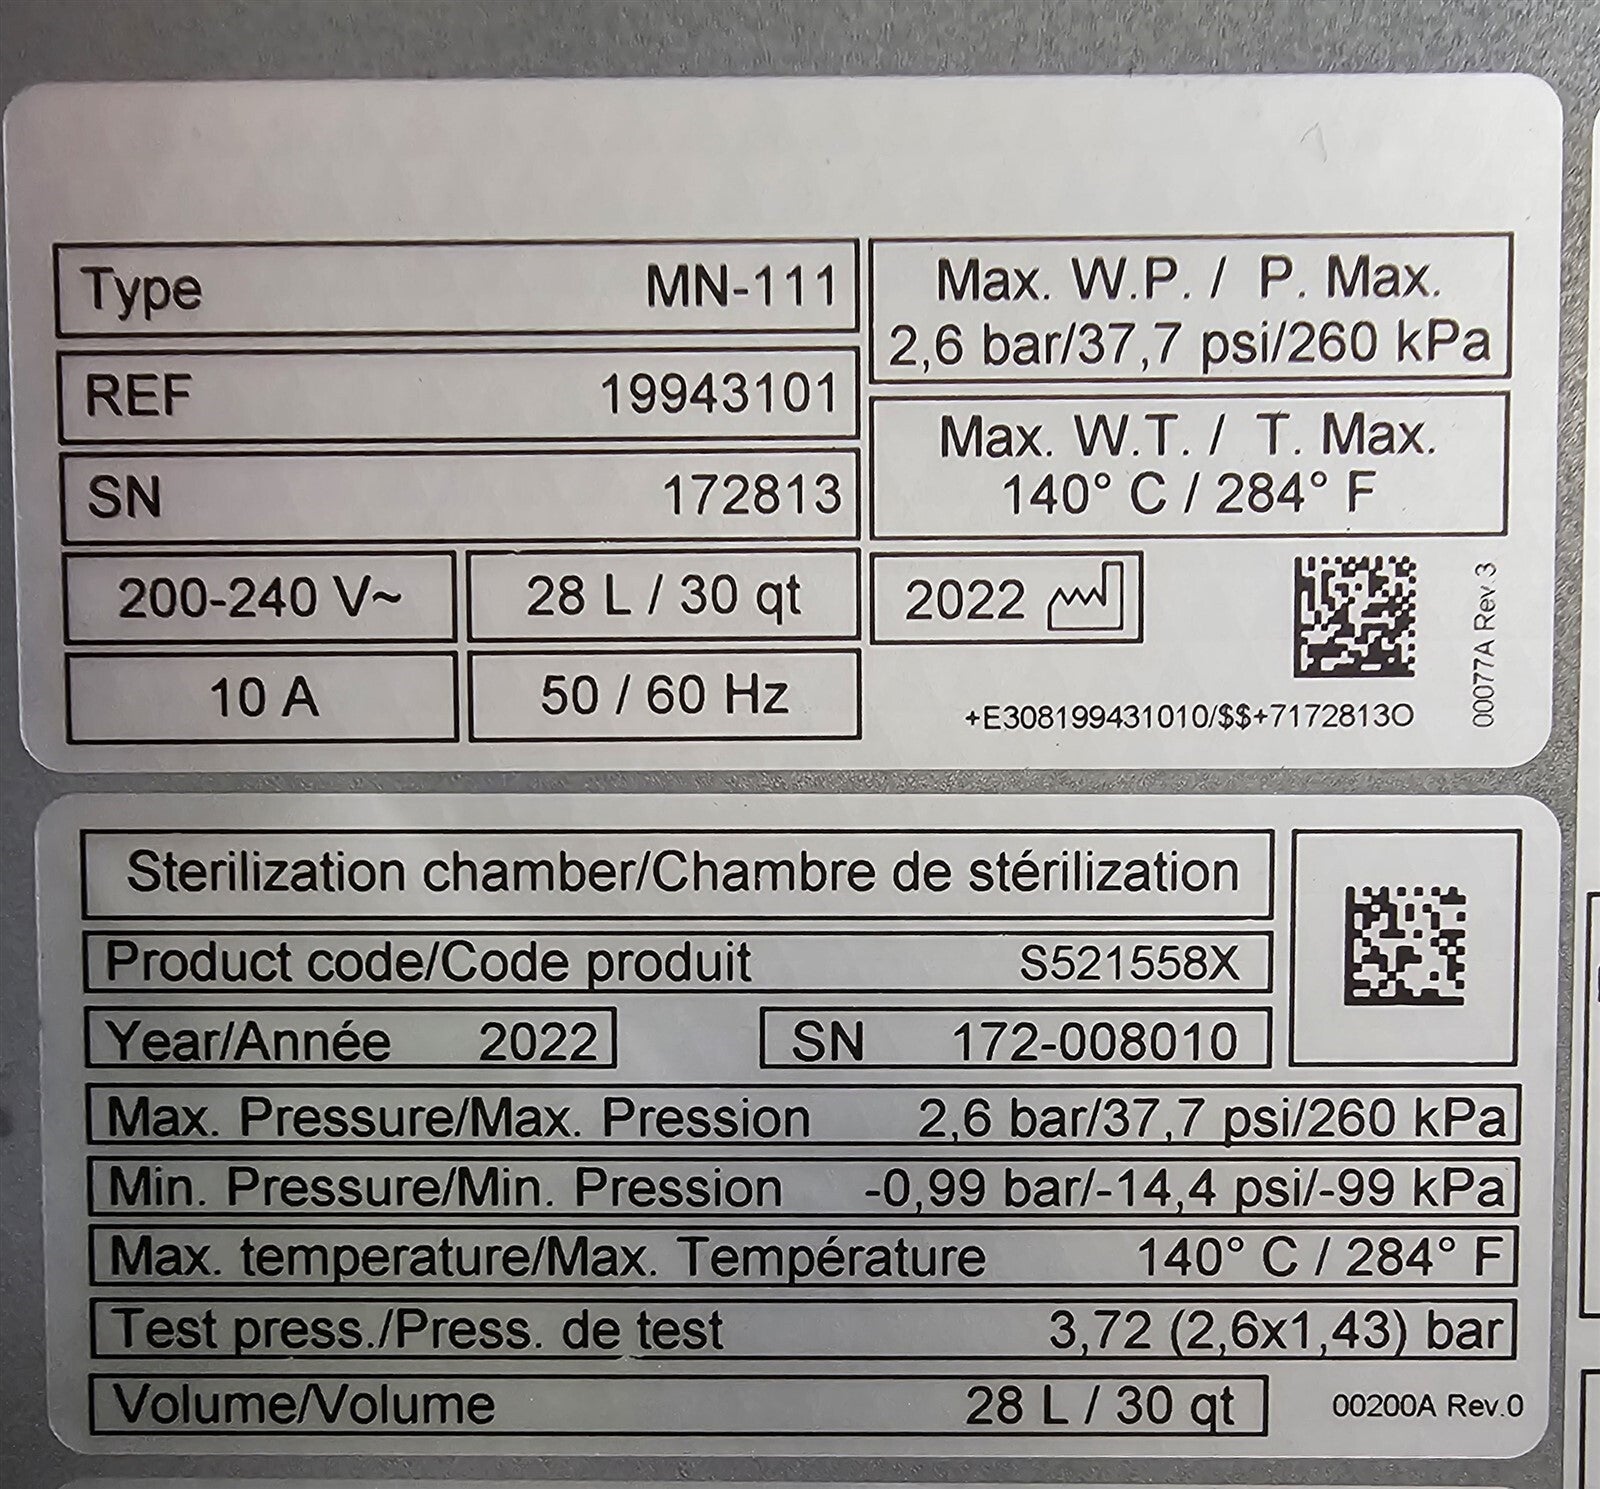 Type MN-111
Max. W.P. / P. Max.
2,6 bar/37,7 psi/260 kPa
REF 19943101
Max. W.T. / T. Max.
140° C / 284° F
SN 172813
200-240 V~ 28 L / 30 qt 2022
10 A 50 / 60 Hz
+E308199431010/$$+7172813O
00077A Rev.3
Sterilization chamber/Chambre de stérilization
Product code/Code produit S521558X
Year/Année 2022 SN 172-008010
Max. Pressure/Max. Pression 2,6 bar/37,7 psi/260 kPa
Min. Pressure/Min. Pression -0,99 bar/-14,4 psi/-99 kPa
Max. temperature/Max. Température 140° C / 284° F
Test press./Press. de test 3,72 (2,6x1,43) bar
Volume/Volume 28 L / 30 qt
00200A Rev.0